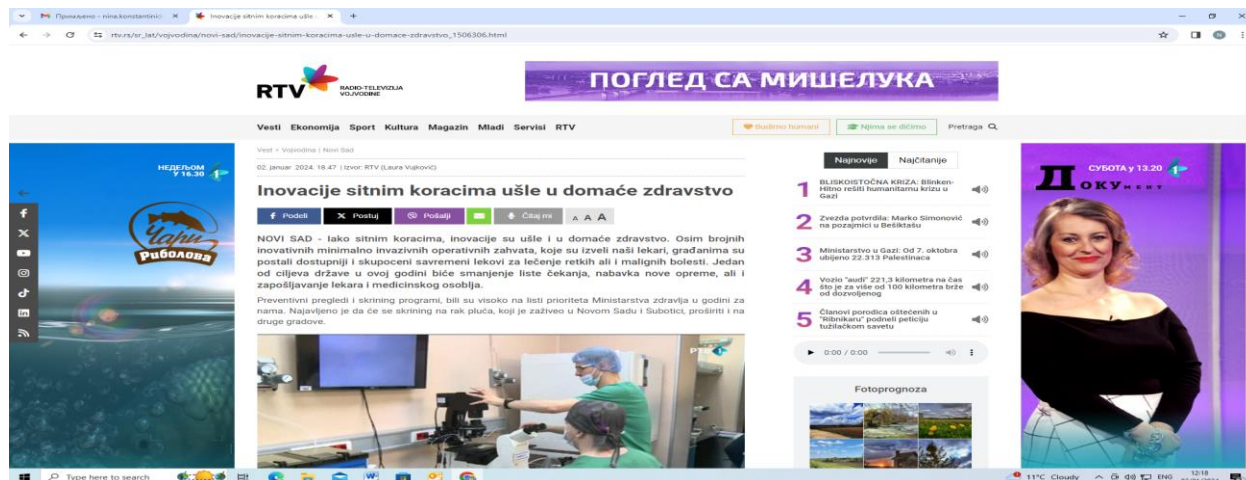 Примљено - nina.konstantinic
Inovacije sitnim koracima ušle u
rtv.rs/sr_lat/vojvodina/novi-sad/inovacije-sitnim-koracima-usle-u-domace-zdravstvo_1506306.html
RTV RADIO-TELEVIZIJA
VOJVODINE
ПОГЛЕД СА МИШЕЛУКА
Vesti Ekonomija Sport Kultura Magazin Mladi Servisi RTV
Budimo humani
Njima se dičimo
Pretraga
НЕДЕЉОМ
У 16.30
Чари
Риболова
Vest > Vojvodina | Novi Sad
02. januar 2024. 18.47 | Izvor: RTV (Laura Vujković)
Inovacije sitnim koracima ušle u domaće zdravstvo
Podeli
Postuj
Pošalji
Čitaj mi
A A A
NOVI SAD - Iako sitnim koracima, inovacije su ušle i u domaće zdravstvo. Osim brojnih
inovativnih minimalno invazivnih operativnih zahvata, koje su izveli naši lekari, građanima su
postali dostupniji i skupoceni savremeni lekovi za lečenje retkih ali i malignih bolesti. Jedan
od ciljeva države u ovoj godini biće smanjenje liste čekanja, nabavka nove opreme, ali i
zapošljavanje lekara i medicinskog osoblja.
Preventivni pregledi i skrining programi, bili su visoko na listi prioriteta Ministarstva zdravlja u godini za
nama. Najavljeno je da će se skrining na rak pluća, koji je zaživeo u Novom Sadu i Subotici, proširiti i na
druge gradove.
Najnovije
Najčitanije
1 BLISKOISTOČNA KRIZA: Blinken-
Hitno rešiti humanitarnu krizu u
Gazi
2 Zvezda potvrdila: Marko Simonović
na pozajmici u Bešiktašu
3 Ministarstvo u Gazi: Od 7. oktobra
ubijeno 22.313 Palestinaca
4 Vozio "audi" 221,3 kilometra na čas
što je za više od 100 kilometra brže
od dozvoljenog
5 Članovi porodica oštećenih u
"Ribnikaru" podneli peticiju
tužilačkom savetu
0:00 / 0:00
Fotoprognoza
СУБОТА у 13.20
ДОКУМЕНТ
Type here to search
11°C Cloudy
ENG
12:18